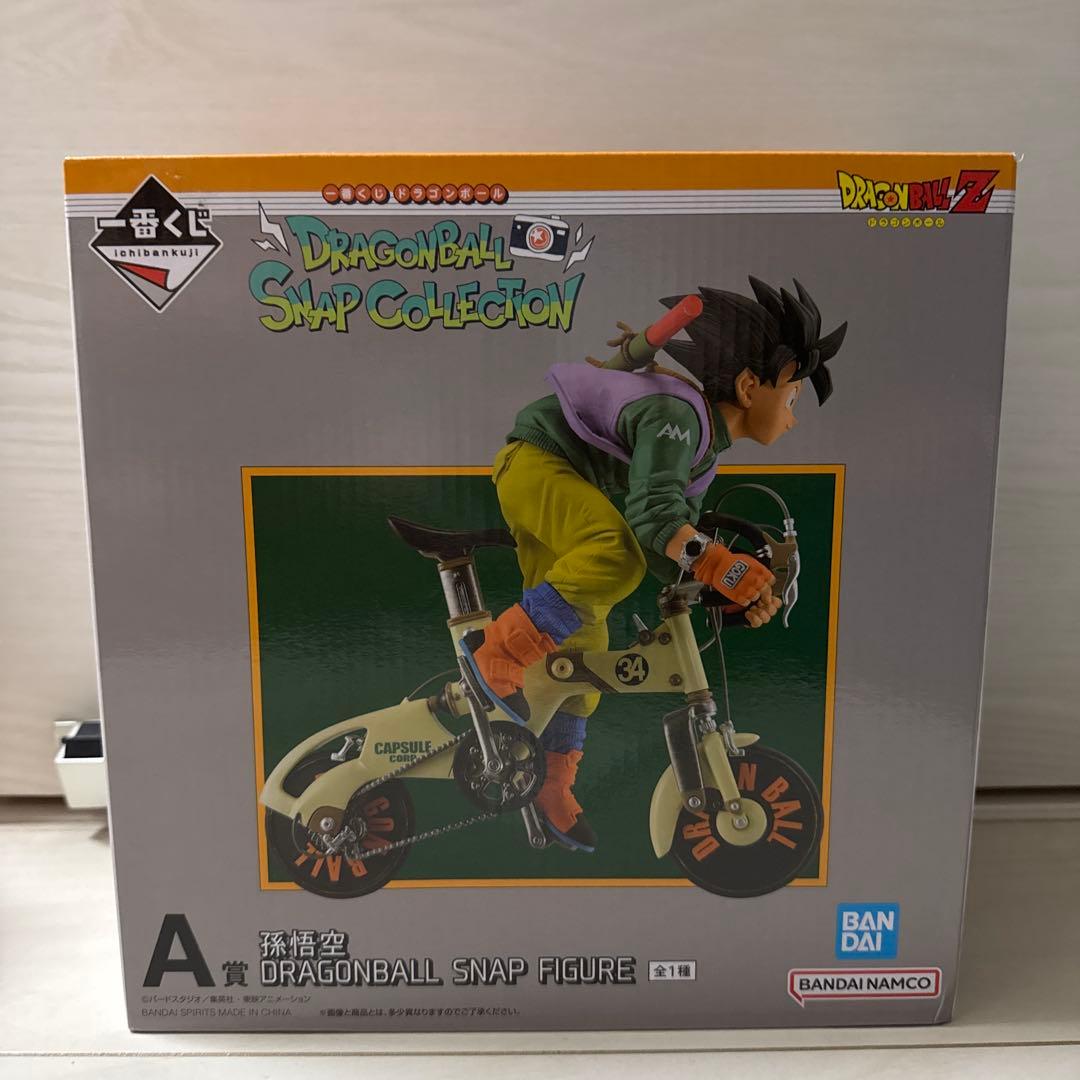 一番くじ
ichibankuji
一番くじ ドラゴンボール
DRAGONBALL
SNAP COLLECTION
DRAGONBALL Z
ドラゴンボール
AM
GOKU
34
CAPSULE
CORP
DRAGON BALL
A賞
孫悟空
DRAGONBALL SNAP FIGURE
全1種
BAN
DAI
BANDAI NAMCO
©バードスタジオ/集英社・東映アニメーション
BANDAI SPIRITS MADE IN CHINA
※画像と商品とは、多少異なりますのでご了承ください。